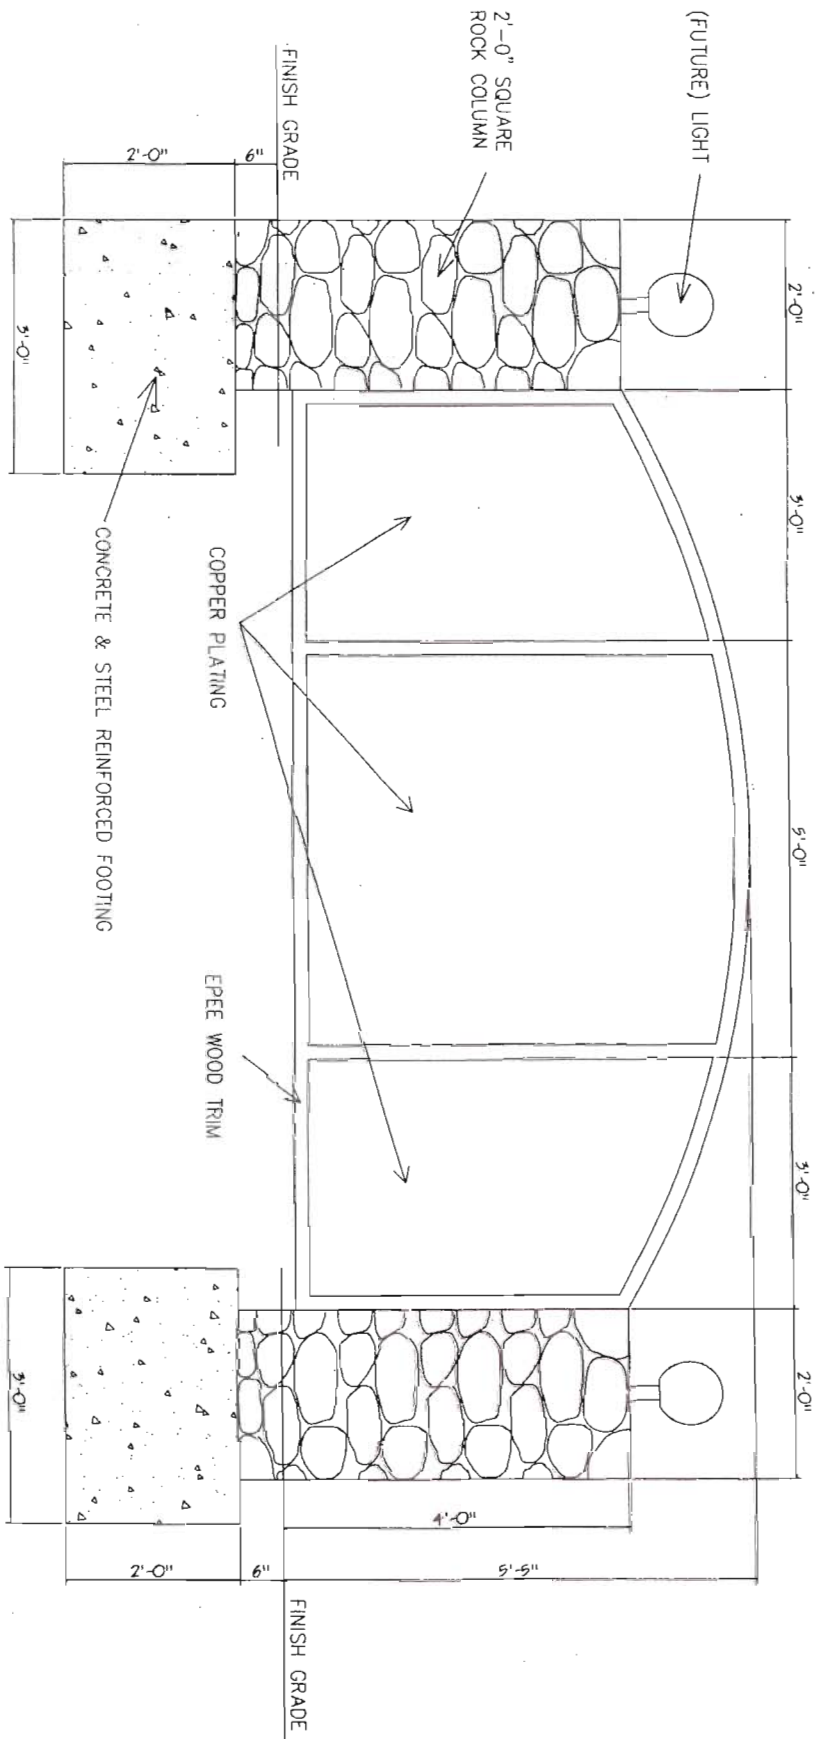 2'-0"
3'-0"
5'-0"
3'-0"
2'-0"
(FUTURE) LIGHT
2'-0" SQUARE
ROCK COLUMN
5'-5"
4'-0"
FINISH GRADE
FINISH GRADE
6"
6"
COPPER PLATING
EPEE WOOD TRIM
2'-0"
2'-0"
CONCRETE & STEEL REINFORCED FOOTING
3'-0"
3'-0"